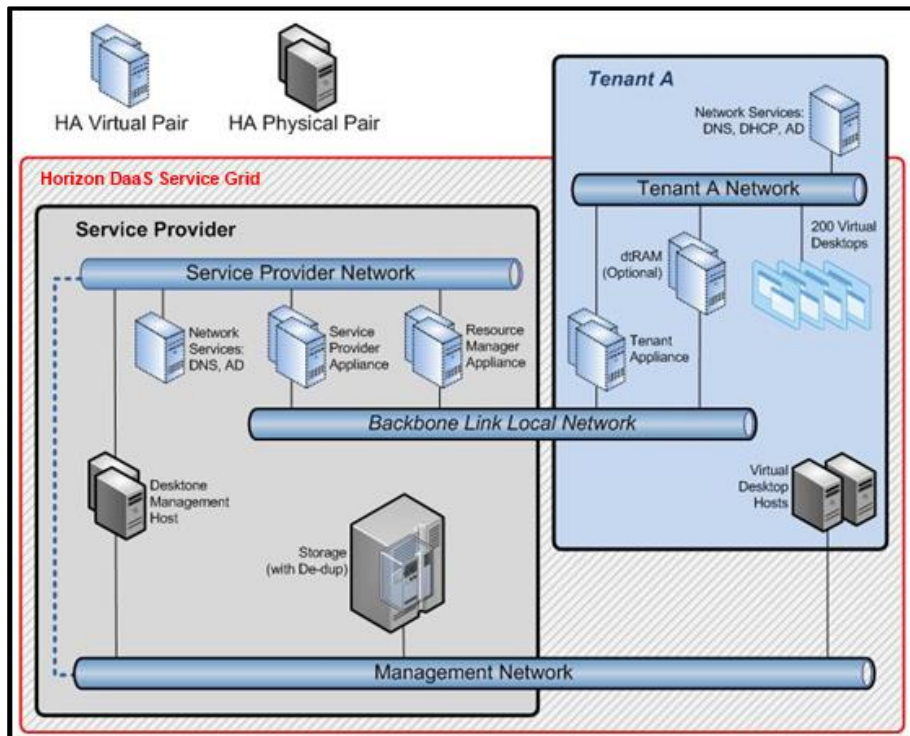 HA Virtual Pair
HA Physical Pair
Tenant A
Network Services:
DNS, DHCP, AD
Tenant A Network
Horizon DaaS Service Grid
Service Provider
Service Provider Network
Network
Services:
DNS, AD
Service
Provider
Appliance
Resource
Manager
Appliance
dtRAM
(Optional)
200 Virtual
Desktops
Tenant
Appliance
Backbone Link Local Network
Desktone
Management
Host
Storage
(with De-dup)
Virtual
Desktop
Hosts
Management Network